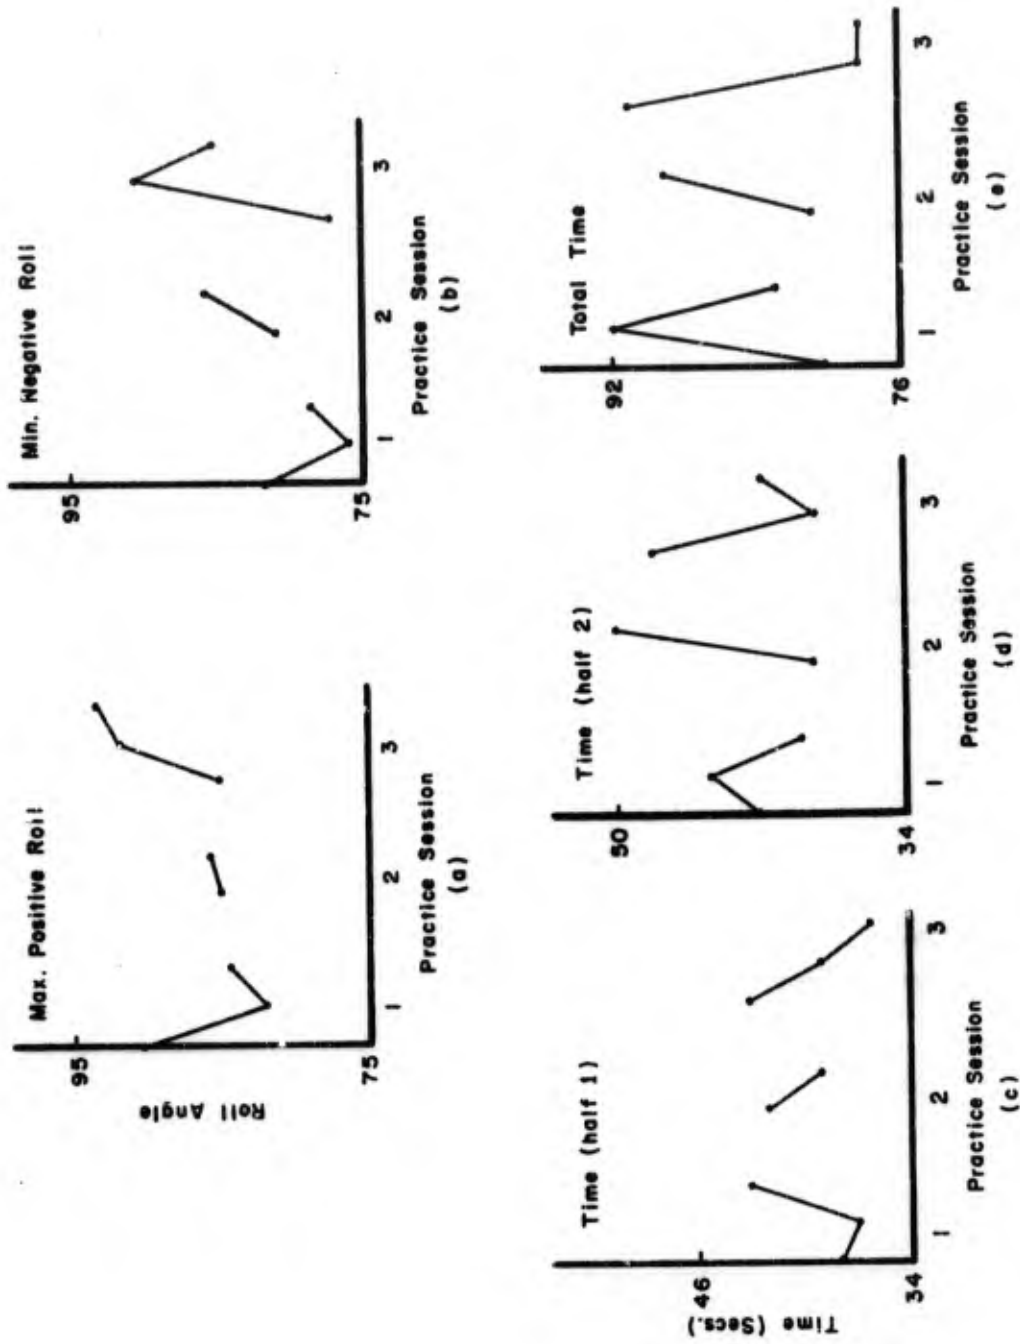 Max. Positive Roll
95
75
Roll Angle
1 2 3
Practice Session
(a)
Min. Negative Roll
95
75
1 2 3
Practice Session
(b)
Time (half 1)
46
34
Time (Secs.)
1 2 3
Practice Session
(c)
Time (half 2)
50
34
1 2 3
Practice Session
(d)
Total Time
92
76
1 2 3
Practice Session
(e)